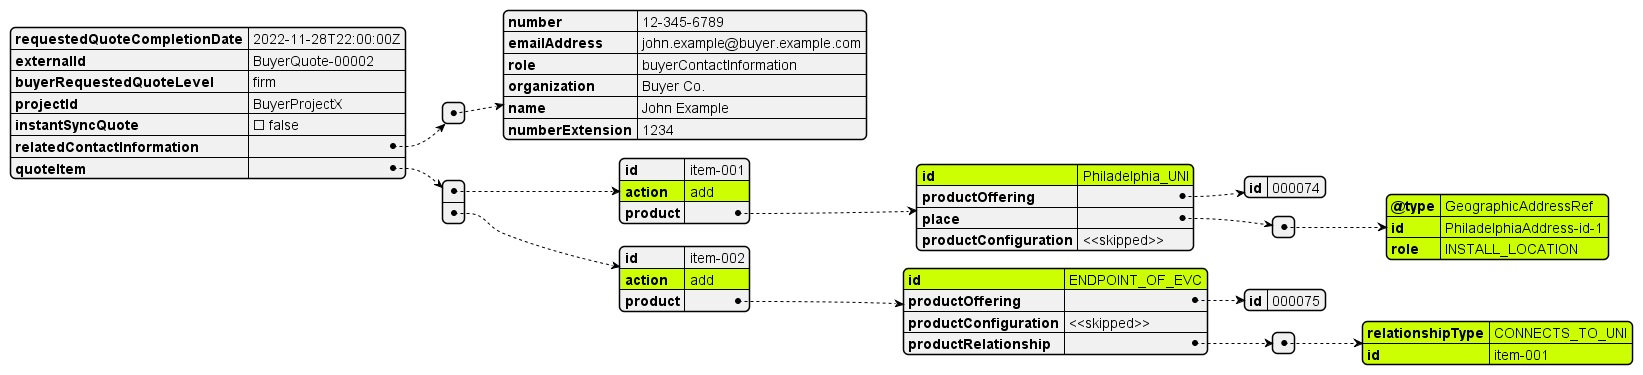 requestedQuoteCompletionDate 2022-11-28T22:00:00Z
externalId BuyerQuote-00002
buyerRequestedQuoteLevel firm
projectId BuyerProjectX
instantSyncQuote ☐ false
relatedContactInformation
quoteItem
number 12-345-6789
emailAddress john.example@buyer.example.com
role buyerContactInformation
organization Buyer Co.
name John Example
numberExtension 1234
id item-001
action add
product
id Philadelphia_UNI
productOffering
place
productConfiguration <<skipped>>
id 000074
@type GeographicAddressRef
id PhiladelphiaAddress-id-1
role INSTALL_LOCATION
id item-002
action add
product
id ENDPOINT_OF_EVC
productOffering
productConfiguration <<skipped>>
productRelationship
id 000075
relationshipType CONNECTS_TO_UNI
id item-001